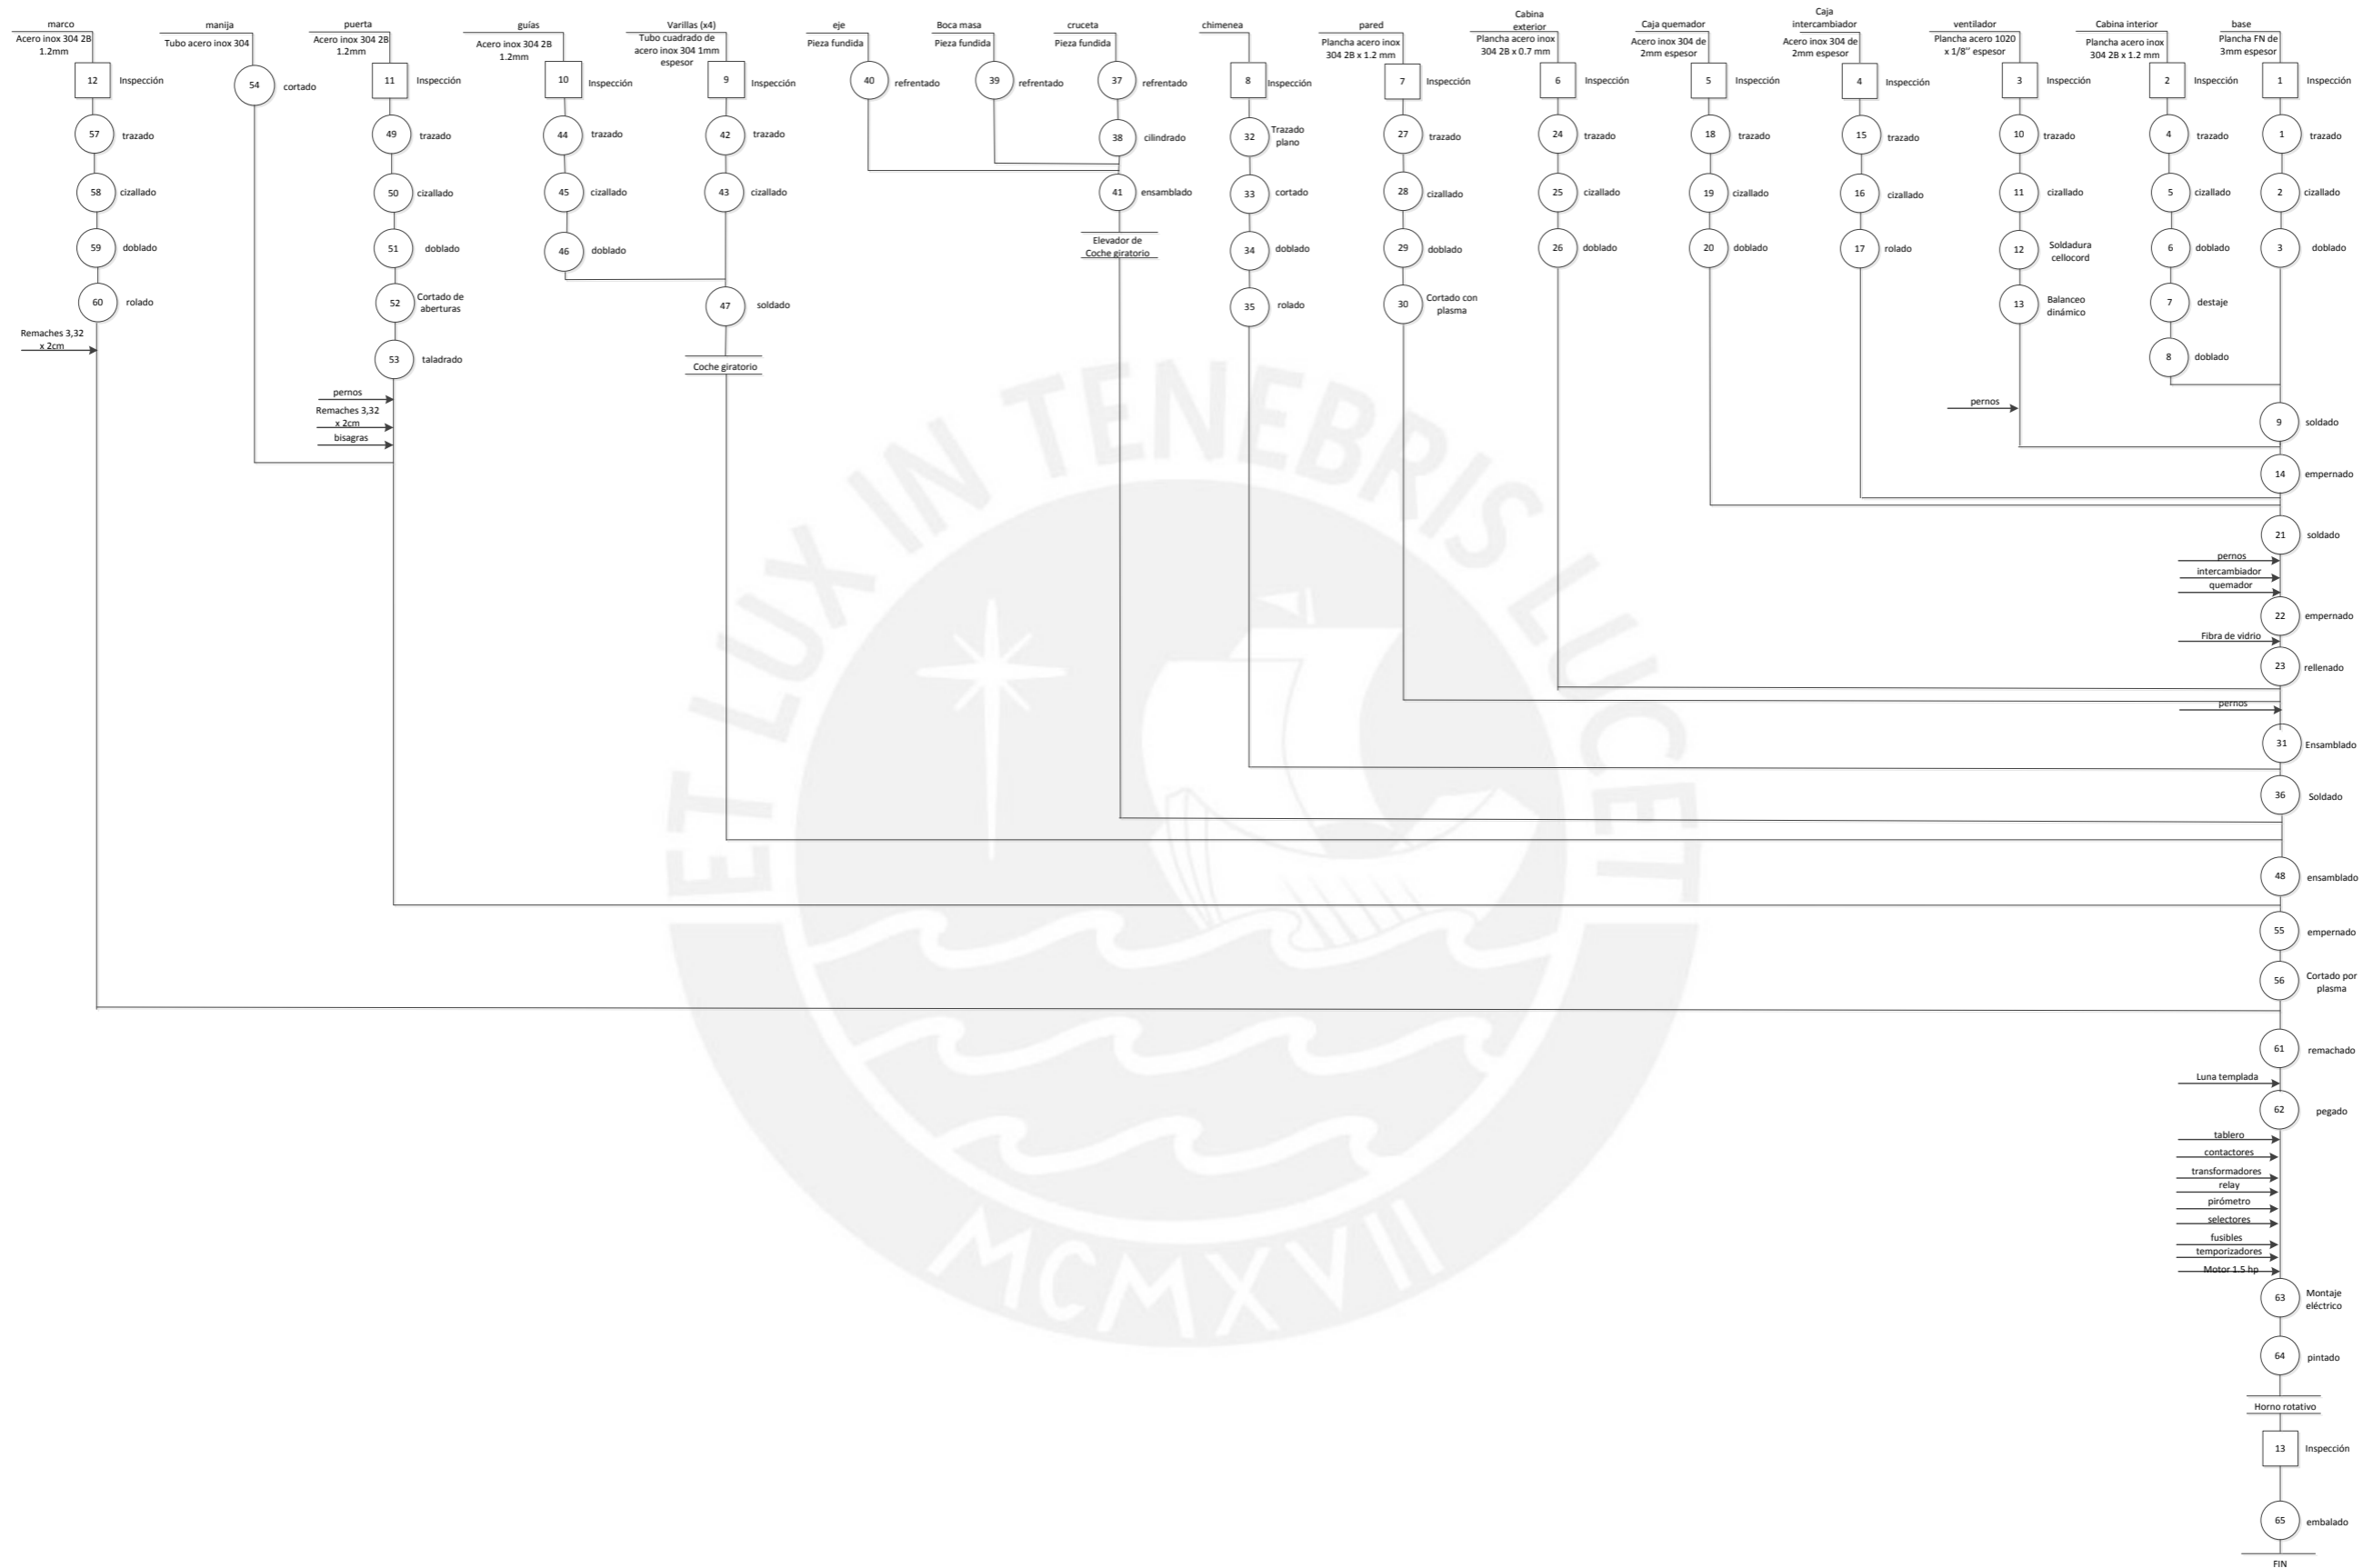 marco
Acero inox 304 2B
1.2mm
12
Inspección
57
trazado
58
cizallado
59
doblado
60
rolado
Remaches 3,32
x 2cm
manija
Tubo acero inox 304
54
cortado
puerta
Acero inox 304 2B
1.2mm
11
Inspección
49
trazado
50
cizallado
51
doblado
52
Cortado de
aberturas
53
taladrado
pernos
Remaches 3,32
x 2cm
bisagras
guías
Acero inox 304 2B
1.2mm
10
Inspección
44
trazado
45
cizallado
46
doblado
Varillas (x4)
Tubo cuadrado de
acero inox 304 1mm
espesor
9
Inspección
42
trazado
43
cizallado
47
soldado
Coche giratorio
eje
Pieza fundida
40
refrentado
Boca masa
Pieza fundida
39
refrentado
cruceta
Pieza fundida
37
refrentado
38
cilindrado
41
ensamblado
Elevador de
Coche giratorio
chimenea
8
Inspección
32
Trazado
plano
33
cortado
34
doblado
35
rolado
pared
Plancha acero inox
304 2B x 1.2 mm
7
Inspección
27
trazado
28
cizallado
29
doblado
30
Cortado con
plasma
Cabina
exterior
Plancha acero inox
304 2B x 0.7 mm
6
Inspección
24
trazado
25
cizallado
26
doblado
Caja quemador
Acero inox 304 de
2mm espesor
5
Inspección
18
trazado
19
cizallado
20
doblado
Caja
intercambiador
Acero inox 304 de
2mm espesor
4
Inspección
15
trazado
16
cizallado
17
rolado
ventilador
Plancha acero 1020
x 1/8’’ espesor
3
Inspección
10
trazado
11
cizallado
12
Soldadura
cellocord
13
Balanceo
dinámico
pernos
Cabina interior
Plancha acero inox
304 2B x 1.2 mm
2
Inspección
4
trazado
5
cizallado
6
doblado
7
destaje
8
doblado
base
Plancha FN de
3mm espesor
1
Inspección
1
trazado
2
cizallado
3
doblado
9
soldado
14
empernado
21
soldado
pernos
intercambiador
quemador
22
empernado
Fibra de vidrio
23
rellenado
pernos
31
Ensamblado
36
Soldado
48
ensamblado
55
empernado
56
Cortado por
plasma
61
remachado
Luna templada
62
pegado
tablero
contactores
transformadores
relay
pirómetro
selectores
fusibles
temporizadores
Motor 1.5 hp
63
Montaje
eléctrico
64
pintado
Horno rotativo
13
Inspección
65
embalado
FIN
ET LUX IN TENEBRIS LUCET
MCMXVII